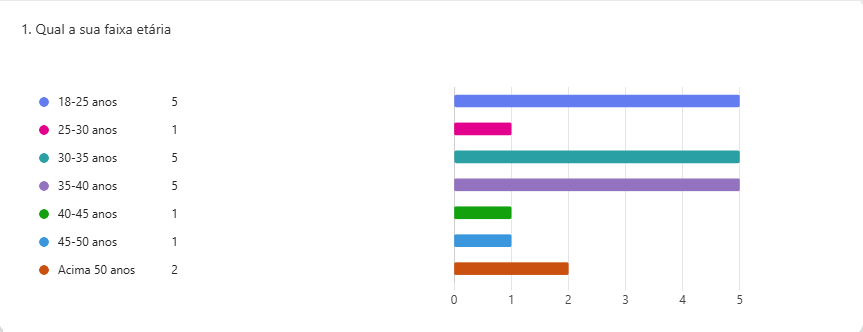 1. Qual a sua faixa etária
18-25 anos 5
25-30 anos 1
30-35 anos 5
35-40 anos 5
40-45 anos 1
45-50 anos 1
Acima 50 anos 2
0 1 2 3 4 5